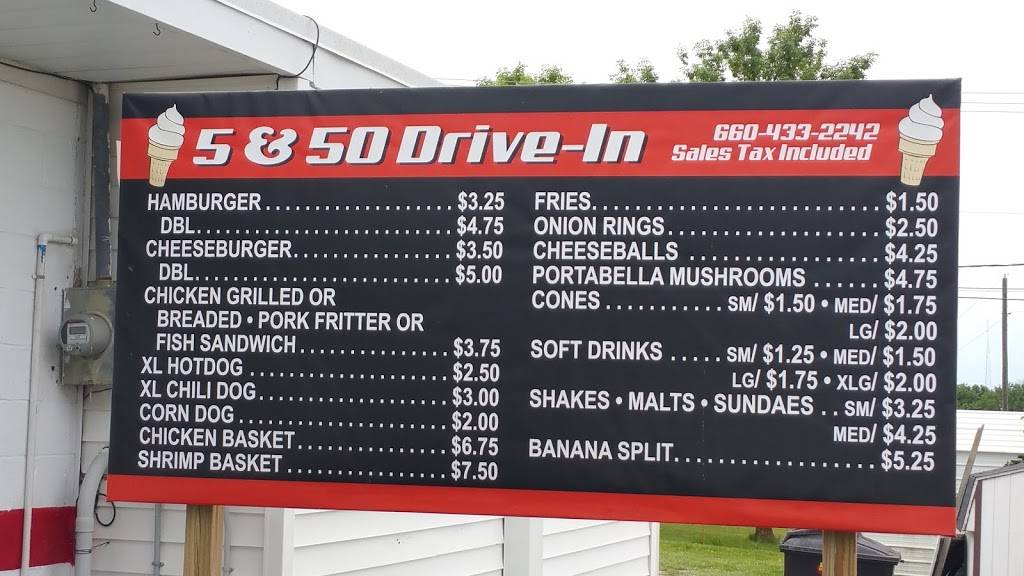 5 & 50 Drive-In
660-433-2242
Sales Tax Included
HAMBURGER ........................ $3.25
DBL ........................ $4.75
CHEESEBURGER ........................ $3.50
DBL ........................ $5.00
CHICKEN GRILLED OR
BREADED • PORK FRITTER OR
FISH SANDWICH ........................ $3.75
XL HOTDOG ........................ $2.50
XL CHILI DOG ........................ $3.00
CORN DOG ........................ $2.00
CHICKEN BASKET ........................ $6.75
SHRIMP BASKET ........................ $7.50
FRIES ........................ $1.50
ONION RINGS ........................ $2.50
CHEESEBALLS ........................ $4.25
PORTABELLA MUSHROOMS ...... $4.75
CONES ........... SM/ $1.50 • MED/ $1.75
LG/ $2.00
SOFT DRINKS ..... SM/ $1.25 • MED/ $1.50
LG/ $1.75 • XLG/ $2.00
SHAKES • MALTS • SUNDAES .. SM/ $3.25
MED/ $4.25
BANANA SPLIT ........................ $5.25